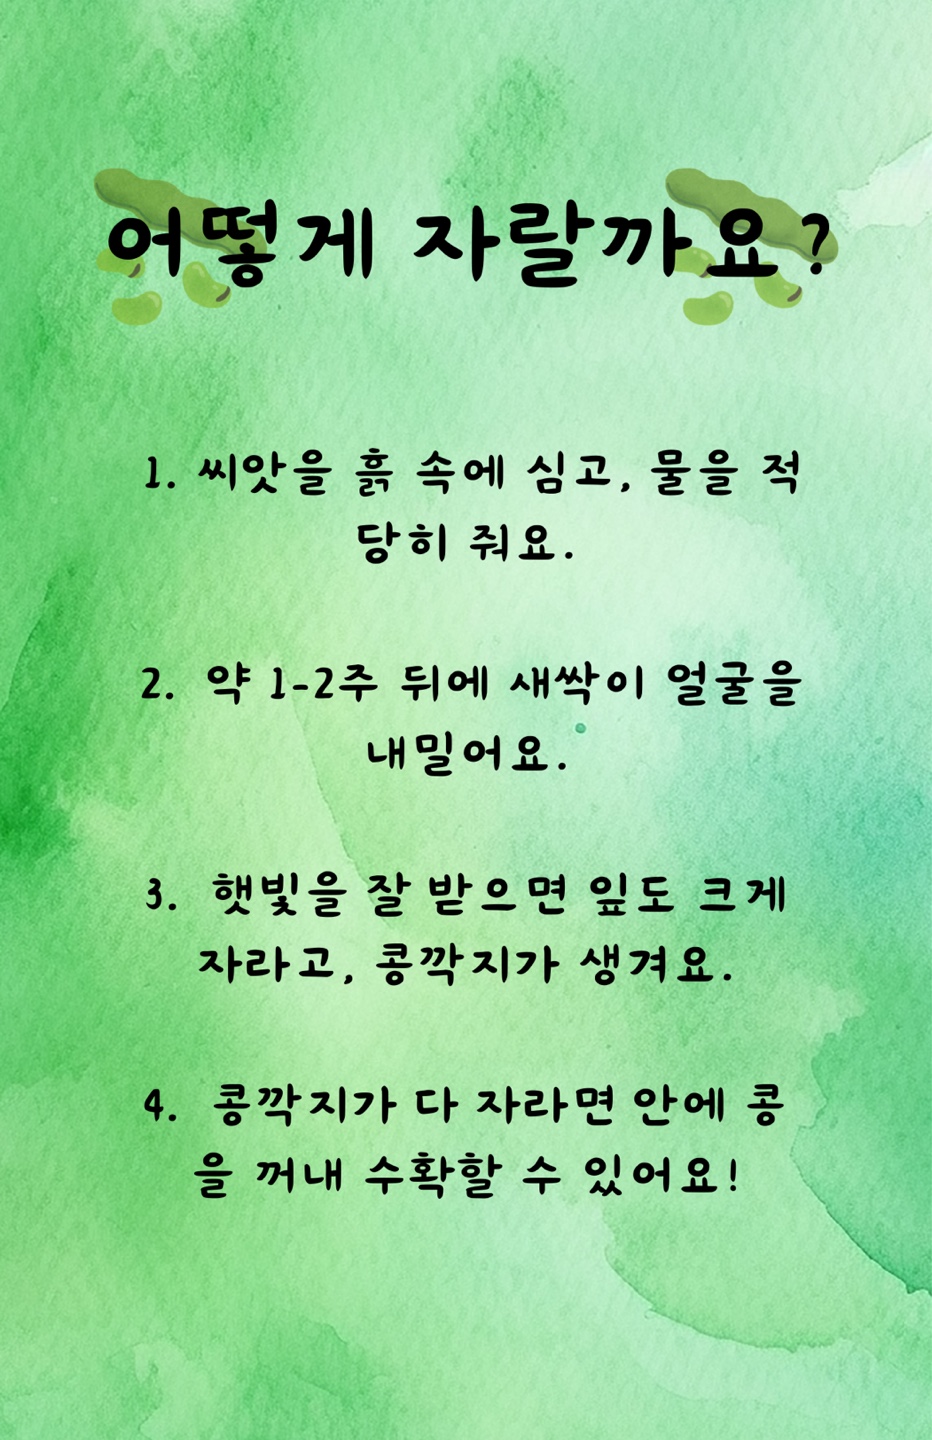 어떻게 자랄까요?
1. 씨앗을 흙 속에 심고, 물을 적
당히 줘요.
2. 약 1-2주 뒤에 새싹이 얼굴을
내밀어요.
3. 햇빛을 잘 받으면 잎도 크게
자라고, 콩깍지가 생겨요.
4. 콩깍지가 다 자라면 안에 콩
을 꺼내 수확할 수 있어요!